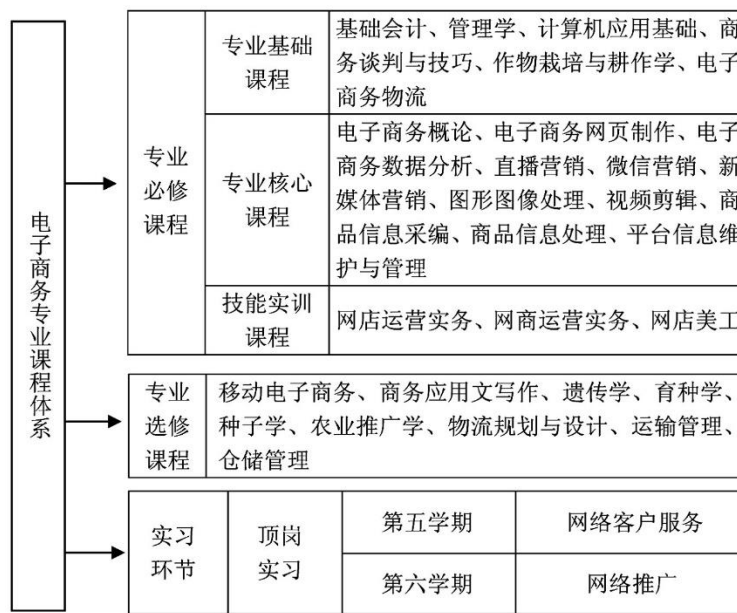 电子商务专业课程体系
专业
必修
课程
专业基础
课程
基础会计、管理学、计算机应用基础、商
务谈判与技巧、作物栽培与耕作学、电子
商务物流
专业核心
课程
电子商务概论、电子商务网页制作、电子
商务数据分析、直播营销、微信营销、新
媒体营销、图形图像处理、视频剪辑、商
品信息采编、商品信息处理、平台信息维
护与管理
技能实训
课程
网店运营实务、网商运营实务、网店美工
专业
选修
课程
移动电子商务、商务应用文写作、遗传学、育种学、
种子学、农业推广学、物流规划与设计、运输管理、
仓储管理
实习
环节
顶岗
实习
第五学期
网络客户服务
第六学期
网络推广